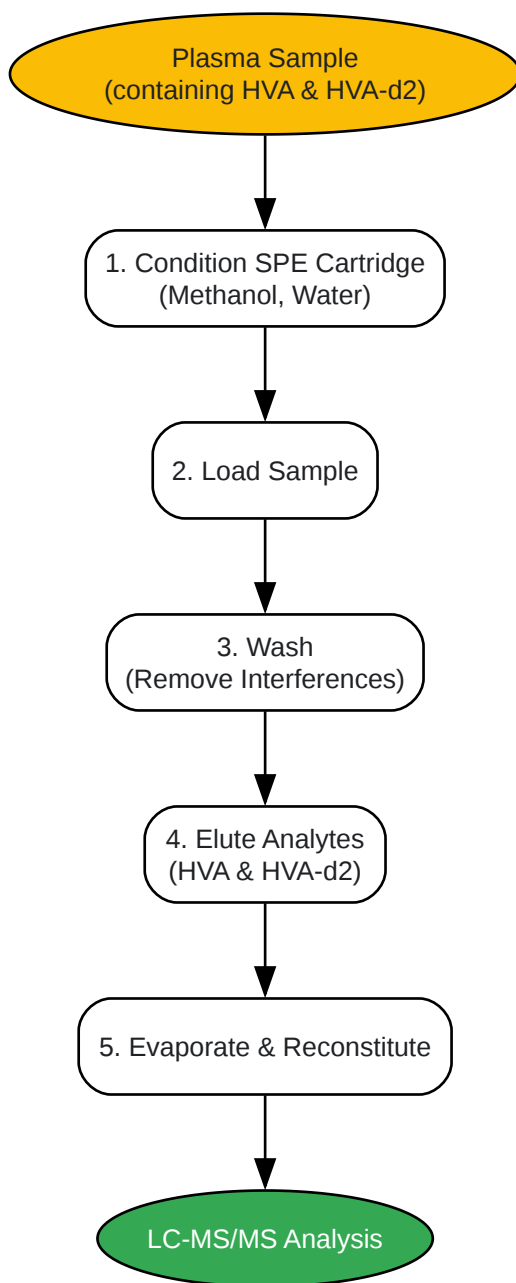 Plasma Sample
(containing HVA & HVA-d2)
1. Condition SPE Cartridge
(Methanol, Water)
2. Load Sample
3. Wash
(Remove Interferences)
4. Elute Analytes
(HVA & HVA-d2)
5. Evaporate & Reconstitute
LC-MS/MS Analysis